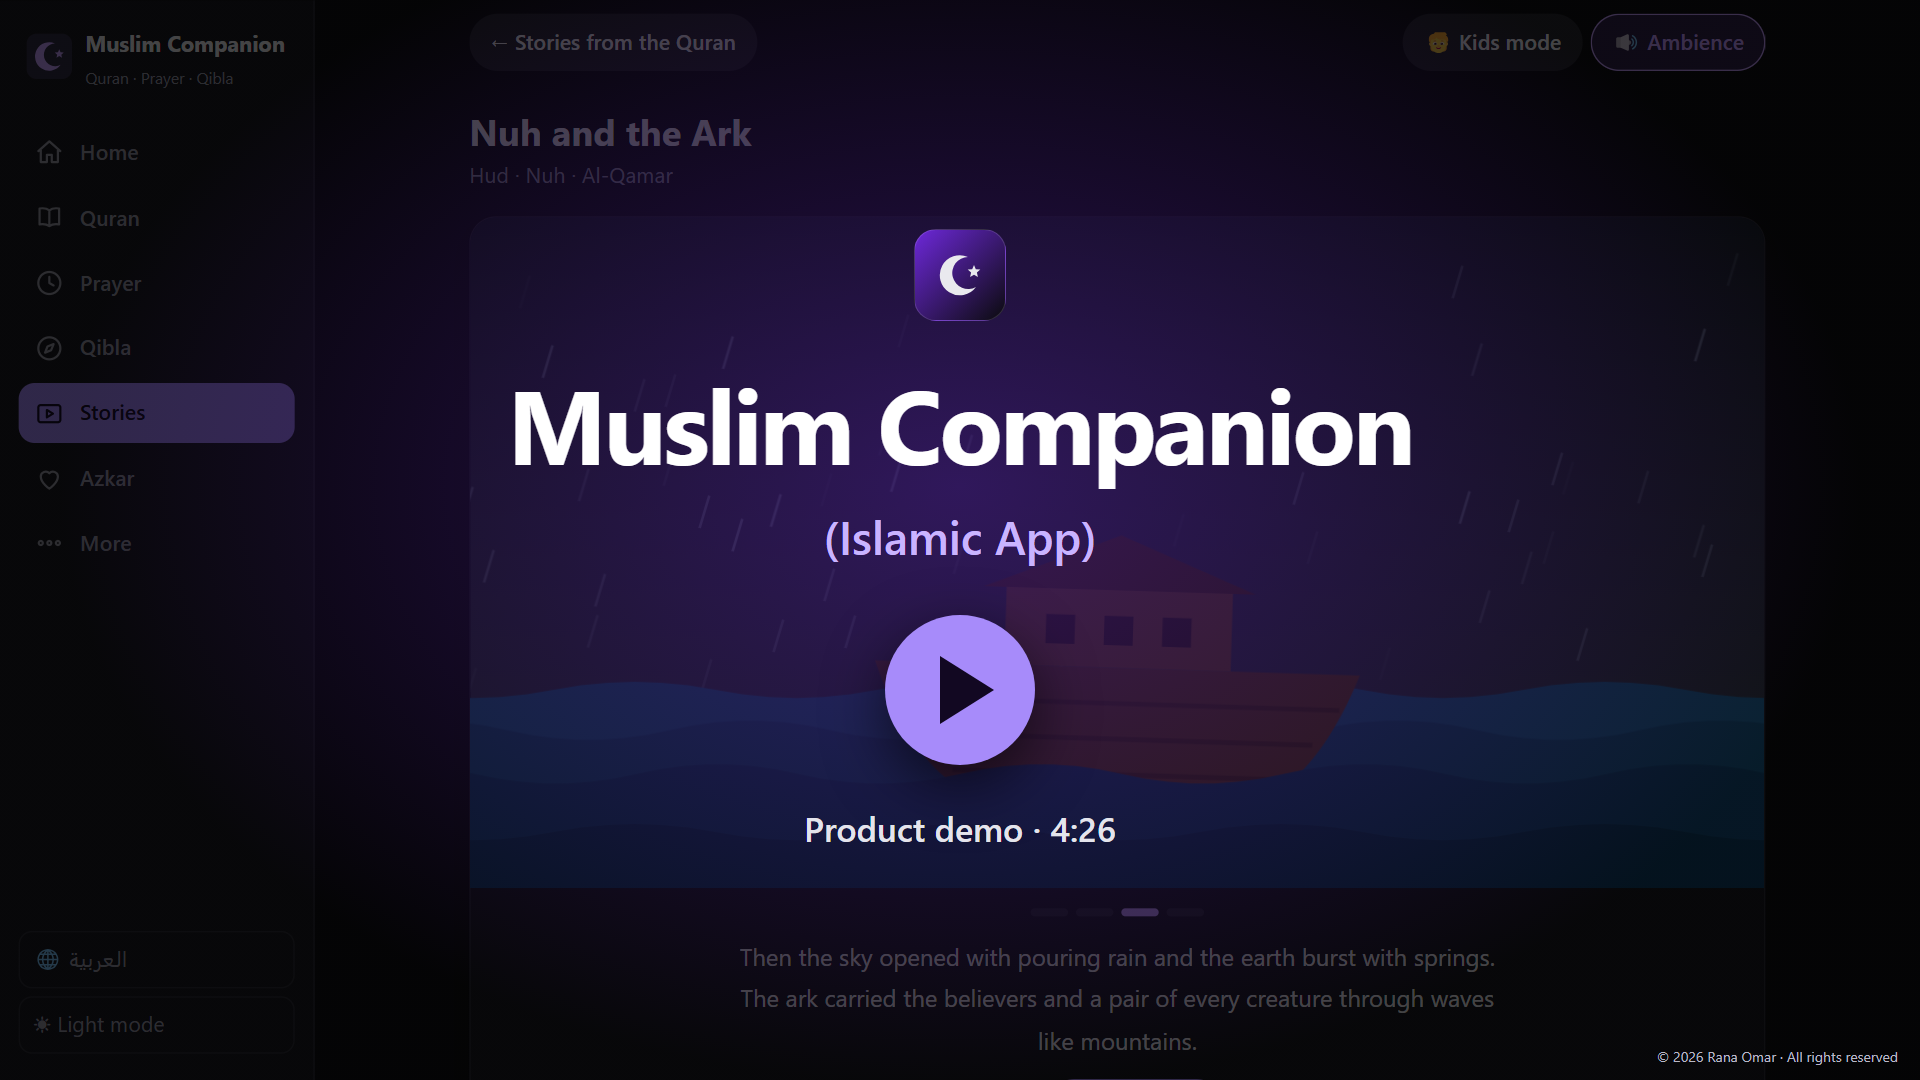 Muslim Companion
Quran · Prayer · Qibla
Home
Quran
Prayer
Qibla
Stories
Azkar
More
العربية
Light mode
← Stories from the Quran
Kids mode
Ambience
Nuh and the Ark
Hud · Nuh · Al-Qamar
Muslim Companion
(Islamic App)
Product demo · 4:26
Then the sky opened with pouring rain and the earth burst with springs.
The ark carried the believers and a pair of every creature through waves
like mountains.
© 2026 Rana Omar · All rights reserved